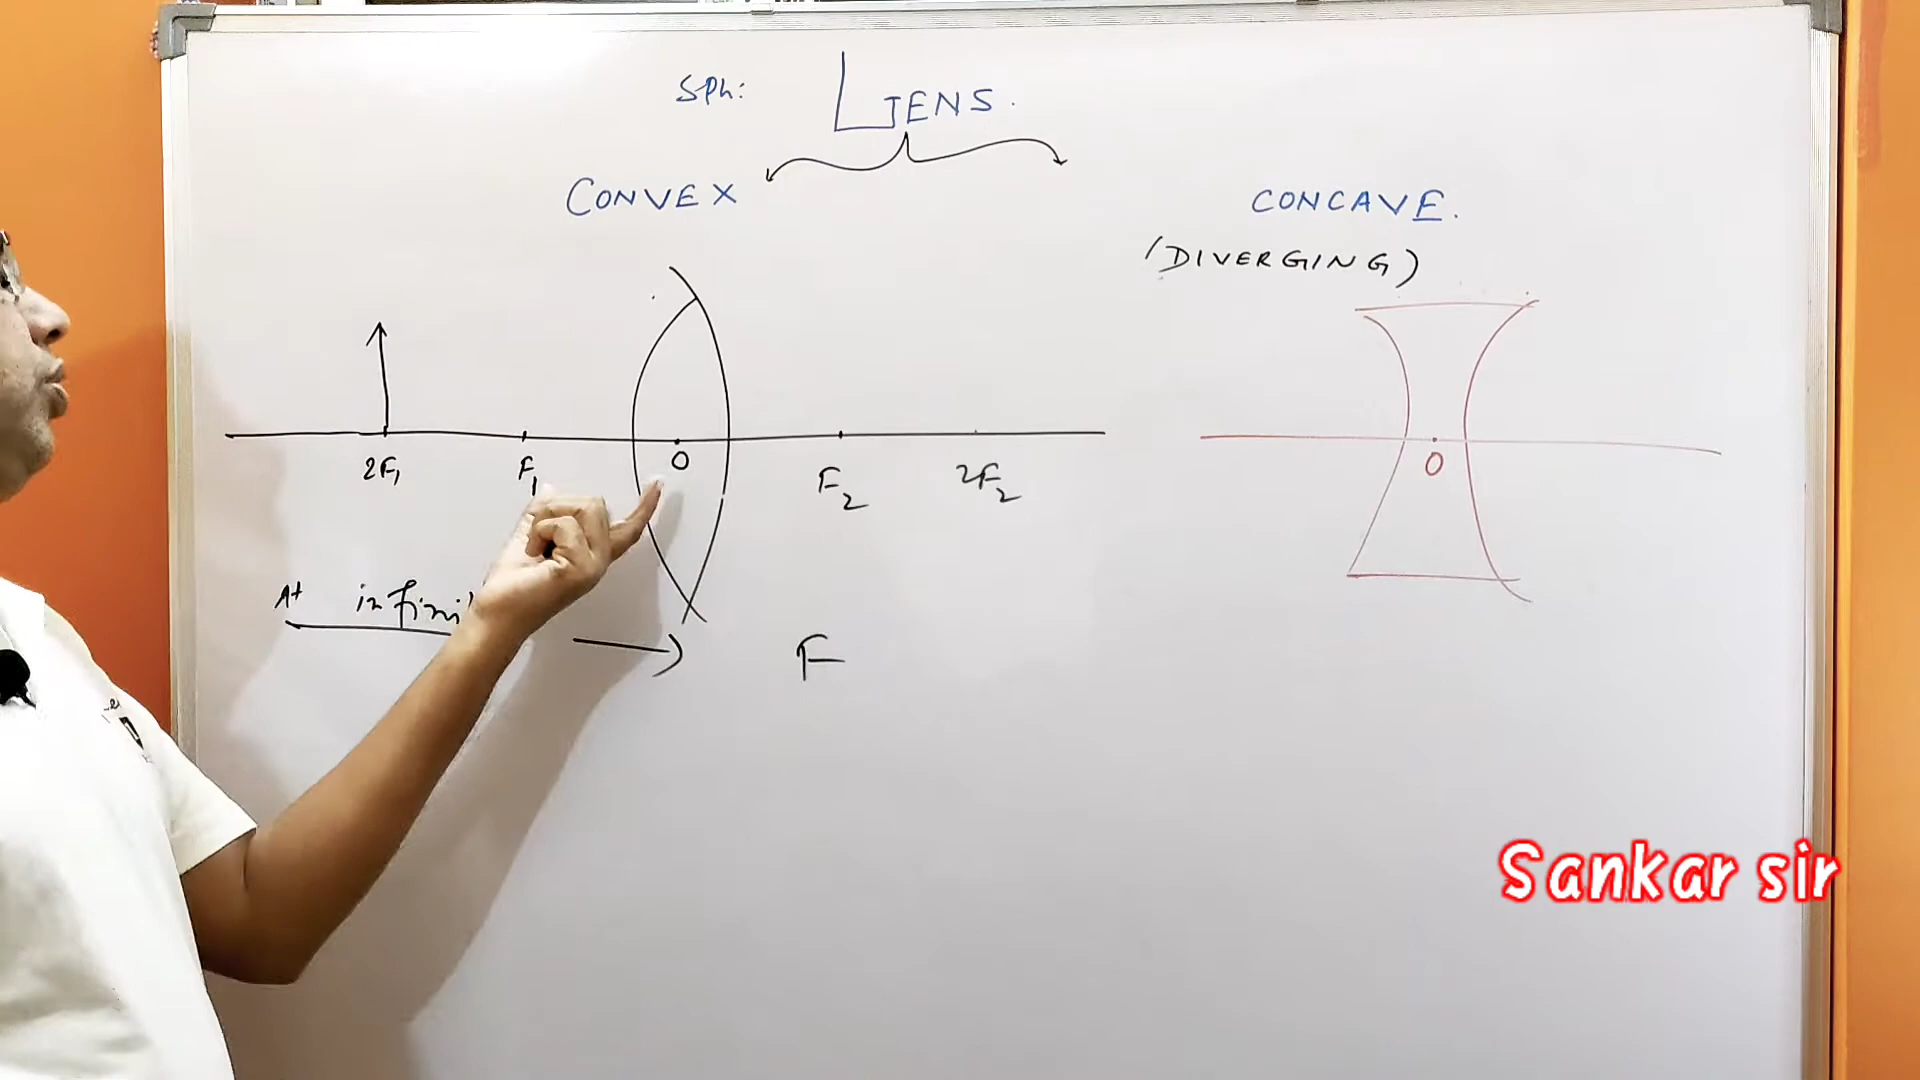 SPh: LENS.
CONVEX
CONCAVE.
(DIVERGING)
2F1 F1 O F2 2F2
O
At
F
Sankar sir